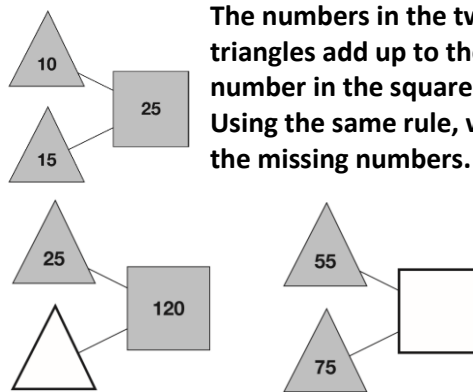 The numbers in the
triangles add up to
number in the square
Using the same rule,
the missing numbers.
10
25
15
25
120
55
75